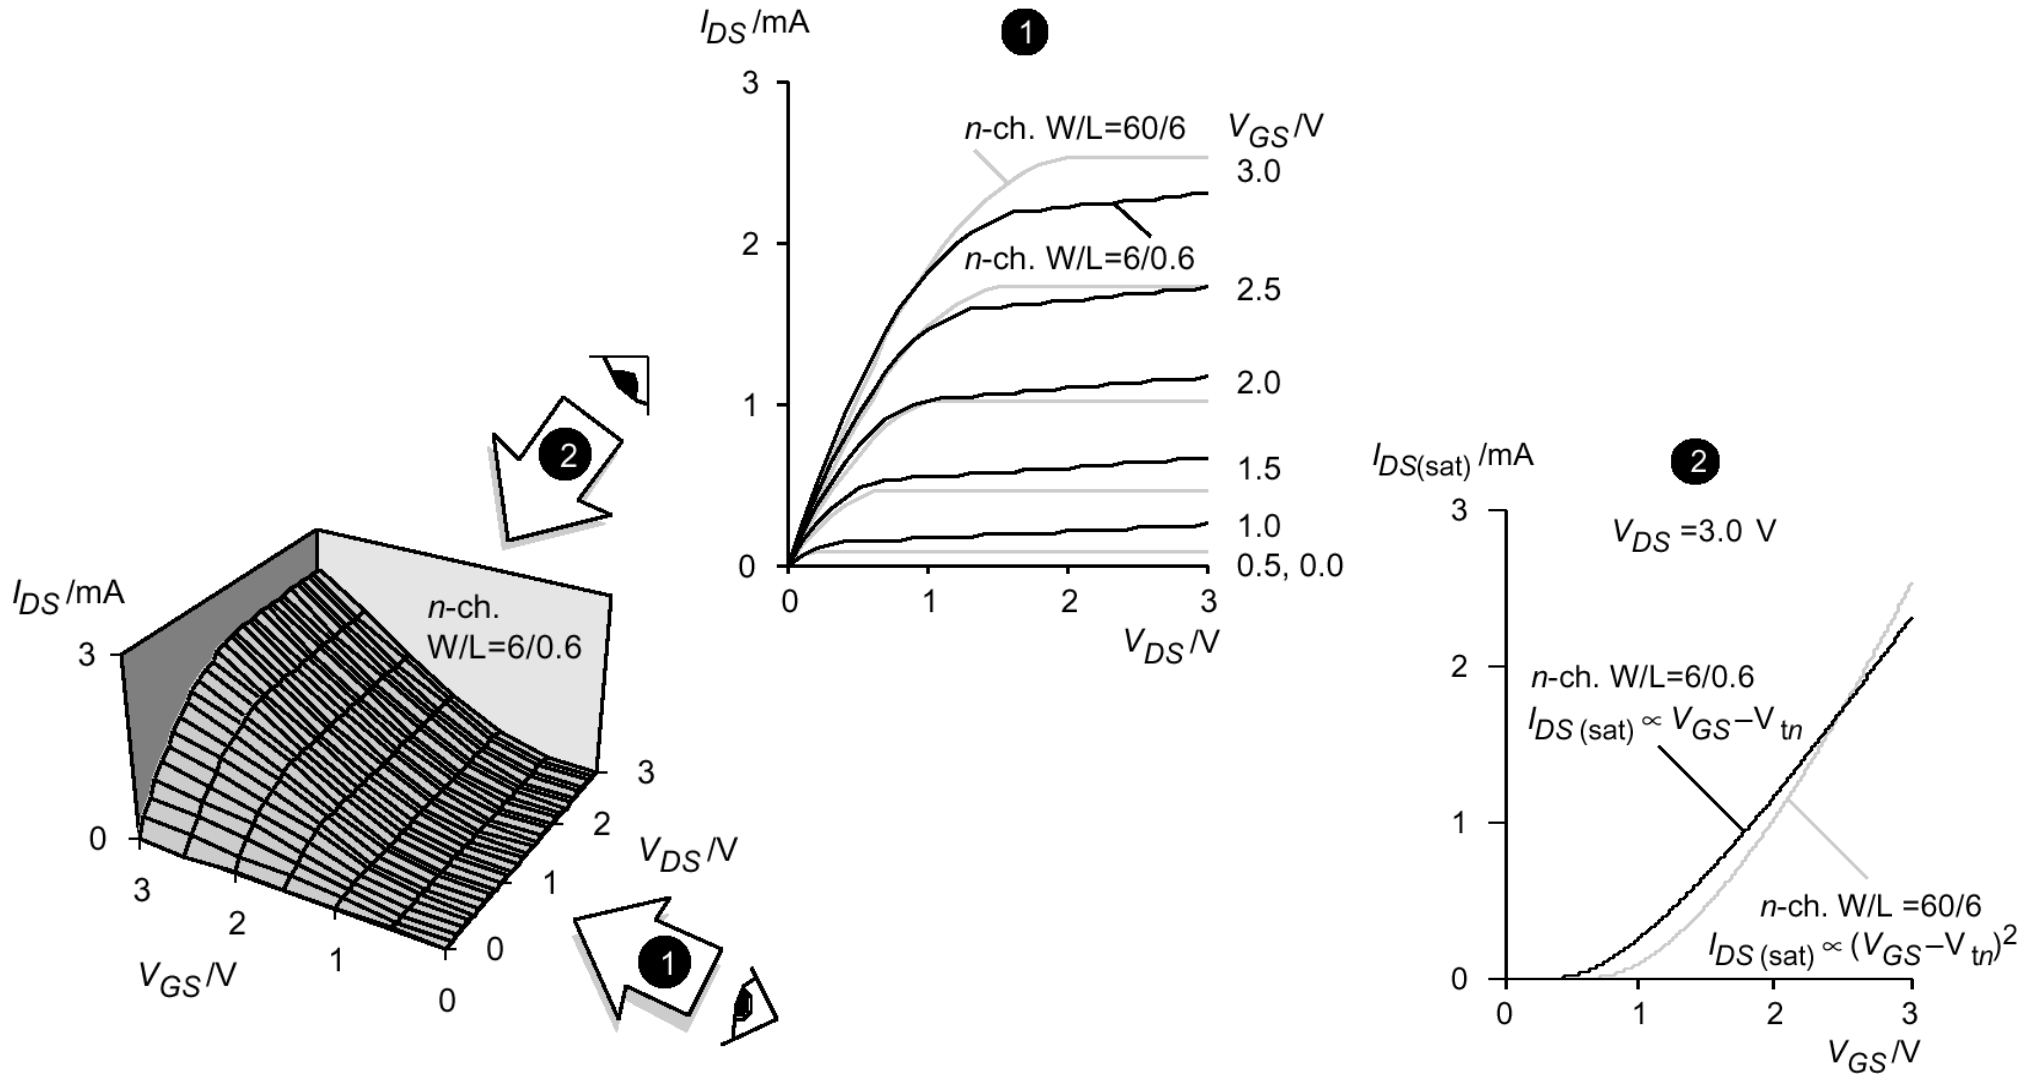 I_DS /mA
1
3
n-ch. W/L=60/6
V_GS /V
3.0
2
n-ch. W/L=6/0.6
2.5
2.0
1
1.5
1.0
0
0.5, 0.0
0
1
2
3
V_DS /V
2
I_DS /mA
n-ch.
W/L=6/0.6
3
0
3
2
1
0
V_GS /V
3
2
1
0
V_DS /V
1
I_DS(sat) /mA
2
3
V_DS =3.0 V
2
n-ch. W/L=6/0.6
I_DS (sat) ∝ V_GS–V_tn
1
n-ch. W/L =60/6
I_DS (sat) ∝ (V_GS–V_tn)²
0
0
1
2
3
V_GS /V